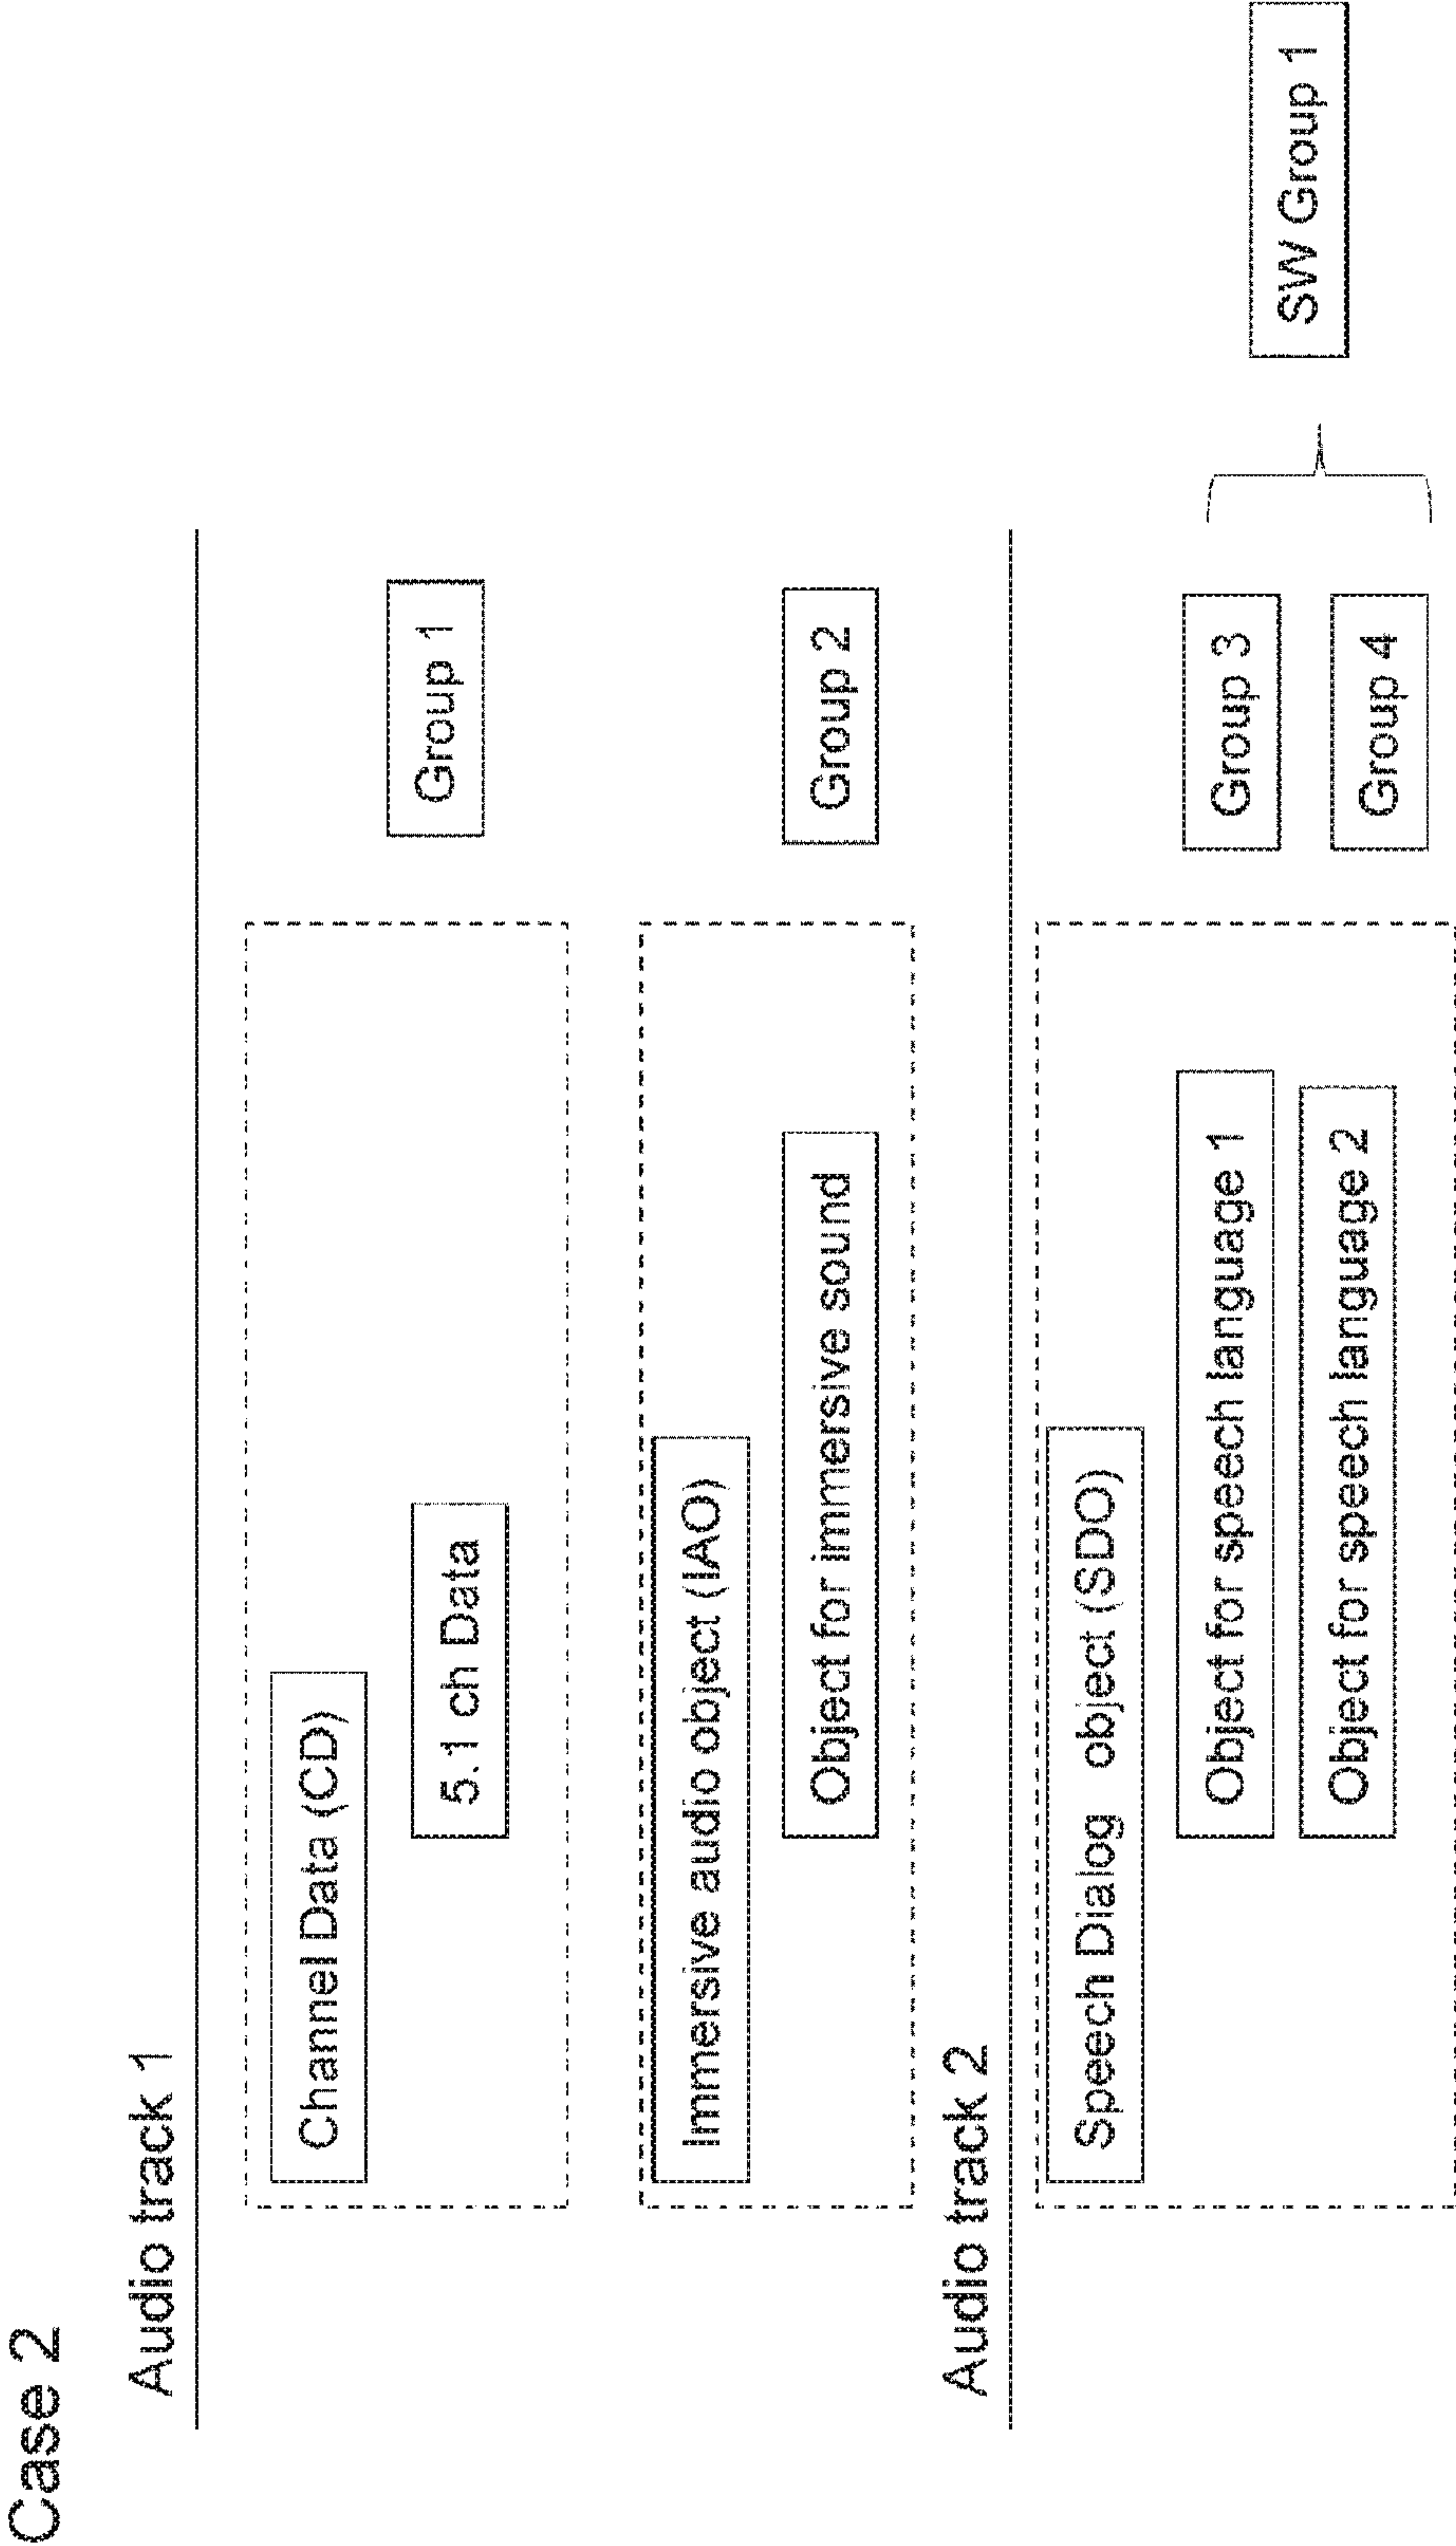 Case 2
Audio track 1
Channel Data (CD)
5.1 ch Data
Group 1
Immersive audio object (IAO)
Object for immersive sound
Group 2
Audio track 2
Speech Dialog object (SDO)
Object for speech language 1
Group 3
Object for speech language 2
Group 4
SW Group 1